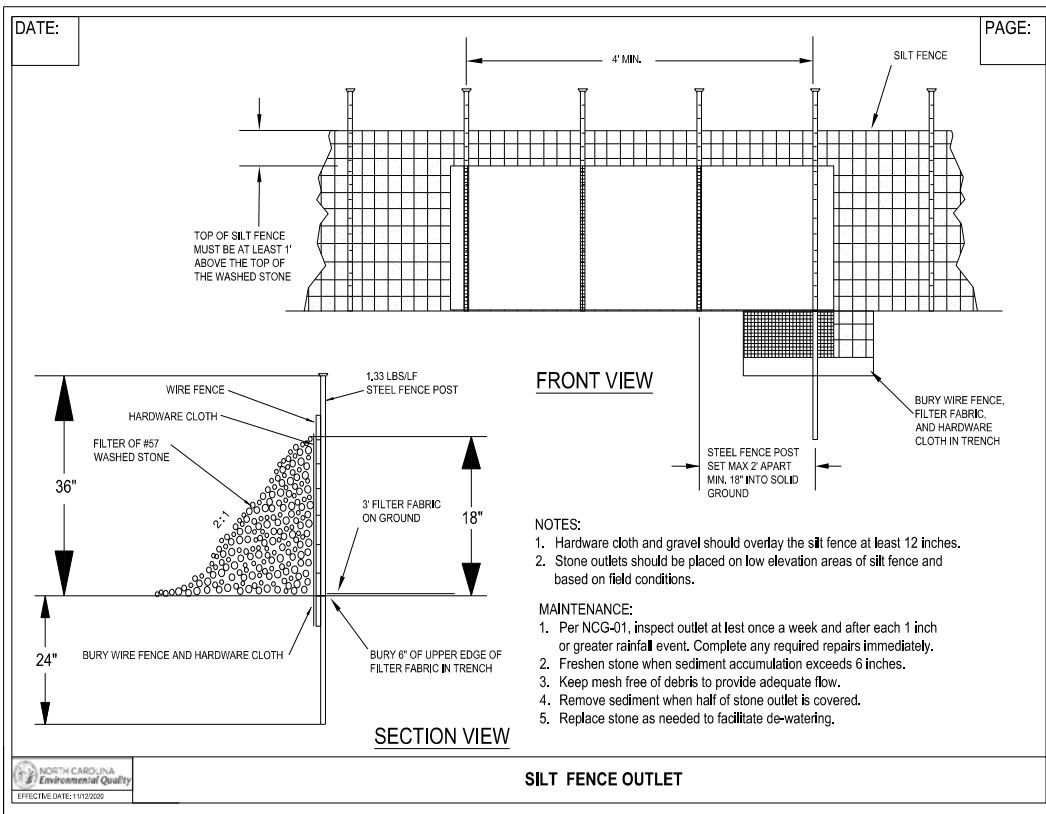 DATE:
PAGE:
4' MIN.
SILT FENCE
TOP OF SILT FENCE
MUST BE AT LEAST 1'
ABOVE THE TOP OF
THE WASHED STONE
FRONT VIEW
BURY WIRE FENCE,
FILTER FABRIC,
AND HARDWARE
CLOTH IN TRENCH
STEEL FENCE POST
SET MAX 2' APART
MIN. 18" INTO SOLID
GROUND
WIRE FENCE
1.33 LBS/LF
STEEL FENCE POST
HARDWARE CLOTH
FILTER OF #57
WASHED STONE
36"
2:1
3' FILTER FABRIC
ON GROUND
18"
24"
BURY WIRE FENCE AND HARDWARE CLOTH
BURY 6" OF UPPER EDGE OF
FILTER FABRIC IN TRENCH
SECTION VIEW
NOTES:
1. Hardware cloth and gravel should overlay the silt fence at least 12 inches.
2. Stone outlets should be placed on low elevation areas of silt fence and
based on field conditions.
MAINTENANCE:
1. Per NCG-01, inspect outlet at lest once a week and after each 1 inch
or greater rainfall event. Complete any required repairs immediately.
2. Freshen stone when sediment accumulation exceeds 6 inches.
3. Keep mesh free of debris to provide adequate flow.
4. Remove sediment when half of stone outlet is covered.
5. Replace stone as needed to facilitate de-watering.
NORTH CAROLINA
Environmental Quality
EFFECTIVE DATE: 11/12/2020
SILT FENCE OUTLET